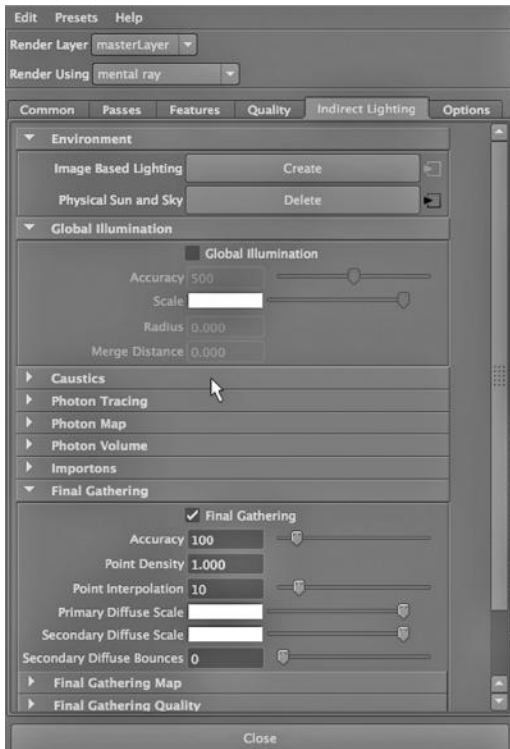 Edit Presets Help
Render Layer masterLayer
Render Using mental ray
Common Passes Features Quality Indirect Lighting Options
Environment
Image Based Lighting Create
Physical Sun and Sky Delete
Global Illumination
Global Illumination
Accuracy 500
Scale
Radius 0.000
Merge Distance 0.000
Caustics
Photon Tracing
Photon Map
Photon Volume
Importons
Final Gathering
Final Gathering
Accuracy 100
Point Density 1.000
Point Interpolation 10
Primary Diffuse Scale
Secondary Diffuse Scale
Secondary Diffuse Bounces 0
Final Gathering Map
Final Gathering Quality
Close